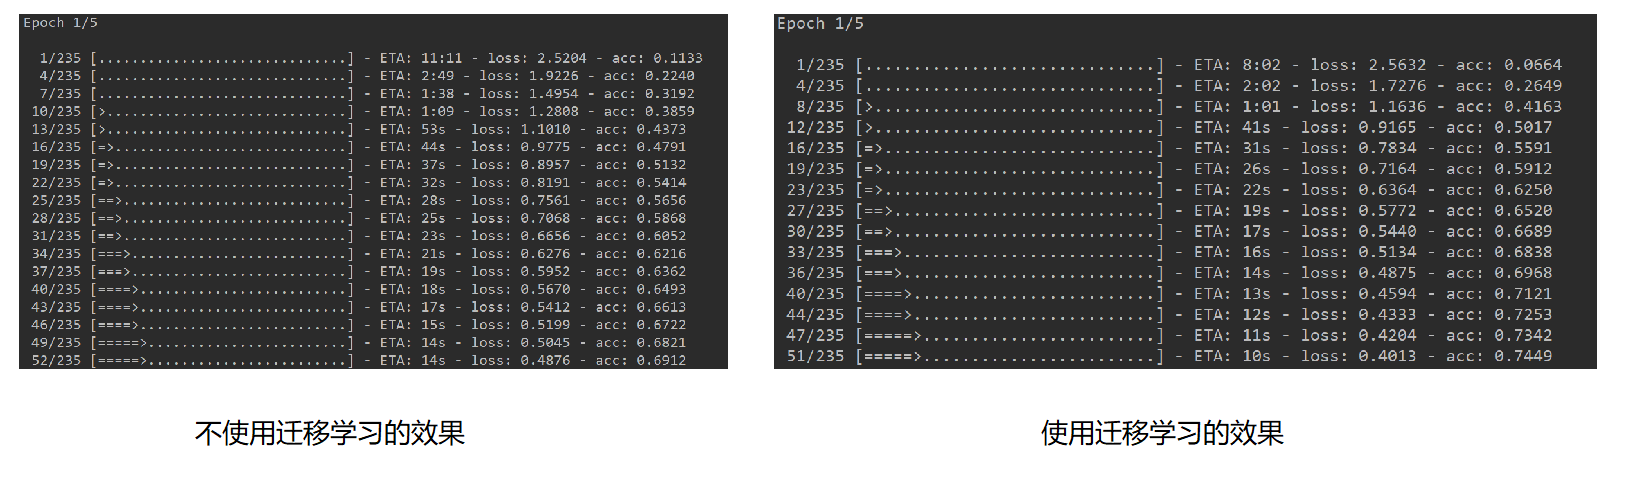 Epoch 1/5
1/235 [..............................] - ETA: 11:11 - loss: 2.5204 - acc: 0.1133
4/235 [..............................] - ETA: 2:49 - loss: 1.9226 - acc: 0.2240
7/235 [..............................] - ETA: 1:38 - loss: 1.4954 - acc: 0.3192
10/235 [>.............................] - ETA: 1:09 - loss: 1.2808 - acc: 0.3859
13/235 [>.............................] - ETA: 53s - loss: 1.1010 - acc: 0.4373
16/235 [=>............................] - ETA: 44s - loss: 0.9775 - acc: 0.4791
19/235 [=>............................] - ETA: 37s - loss: 0.8957 - acc: 0.5132
22/235 [=>............................] - ETA: 32s - loss: 0.8191 - acc: 0.5414
25/235 [==>...........................] - ETA: 28s - loss: 0.7561 - acc: 0.5656
28/235 [==>...........................] - ETA: 25s - loss: 0.7068 - acc: 0.5868
31/235 [==>...........................] - ETA: 23s - loss: 0.6656 - acc: 0.6052
34/235 [===>..........................] - ETA: 21s - loss: 0.6276 - acc: 0.6216
37/235 [===>..........................] - ETA: 19s - loss: 0.5952 - acc: 0.6362
40/235 [====>.........................] - ETA: 18s - loss: 0.5670 - acc: 0.6493
43/235 [====>.........................] - ETA: 17s - loss: 0.5412 - acc: 0.6613
46/235 [====>.........................] - ETA: 15s - loss: 0.5199 - acc: 0.6722
49/235 [=====>........................] - ETA: 14s - loss: 0.5045 - acc: 0.6821
52/235 [=====>........................] - ETA: 14s - loss: 0.4876 - acc: 0.6912
不使用迁移学习的效果
Epoch 1/5
1/235 [..............................] - ETA: 8:02 - loss: 2.5632 - acc: 0.0664
4/235 [..............................] - ETA: 2:02 - loss: 1.7276 - acc: 0.2649
8/235 [>.............................] - ETA: 1:01 - loss: 1.1636 - acc: 0.4163
12/235 [>.............................] - ETA: 41s - loss: 0.9165 - acc: 0.5017
16/235 [=>............................] - ETA: 31s - loss: 0.7834 - acc: 0.5591
19/235 [=>............................] - ETA: 26s - loss: 0.7164 - acc: 0.5912
23/235 [=>............................] - ETA: 22s - loss: 0.6364 - acc: 0.6250
27/235 [==>...........................] - ETA: 19s - loss: 0.5772 - acc: 0.6520
30/235 [==>...........................] - ETA: 17s - loss: 0.5440 - acc: 0.6689
33/235 [===>..........................] - ETA: 16s - loss: 0.5134 - acc: 0.6838
36/235 [===>..........................] - ETA: 14s - loss: 0.4875 - acc: 0.6968
40/235 [====>.........................] - ETA: 13s - loss: 0.4594 - acc: 0.7121
44/235 [====>.........................] - ETA: 12s - loss: 0.4333 - acc: 0.7253
47/235 [=====>........................] - ETA: 11s - loss: 0.4204 - acc: 0.7342
51/235 [=====>........................] - ETA: 10s - loss: 0.4013 - acc: 0.7449
使用迁移学习的效果